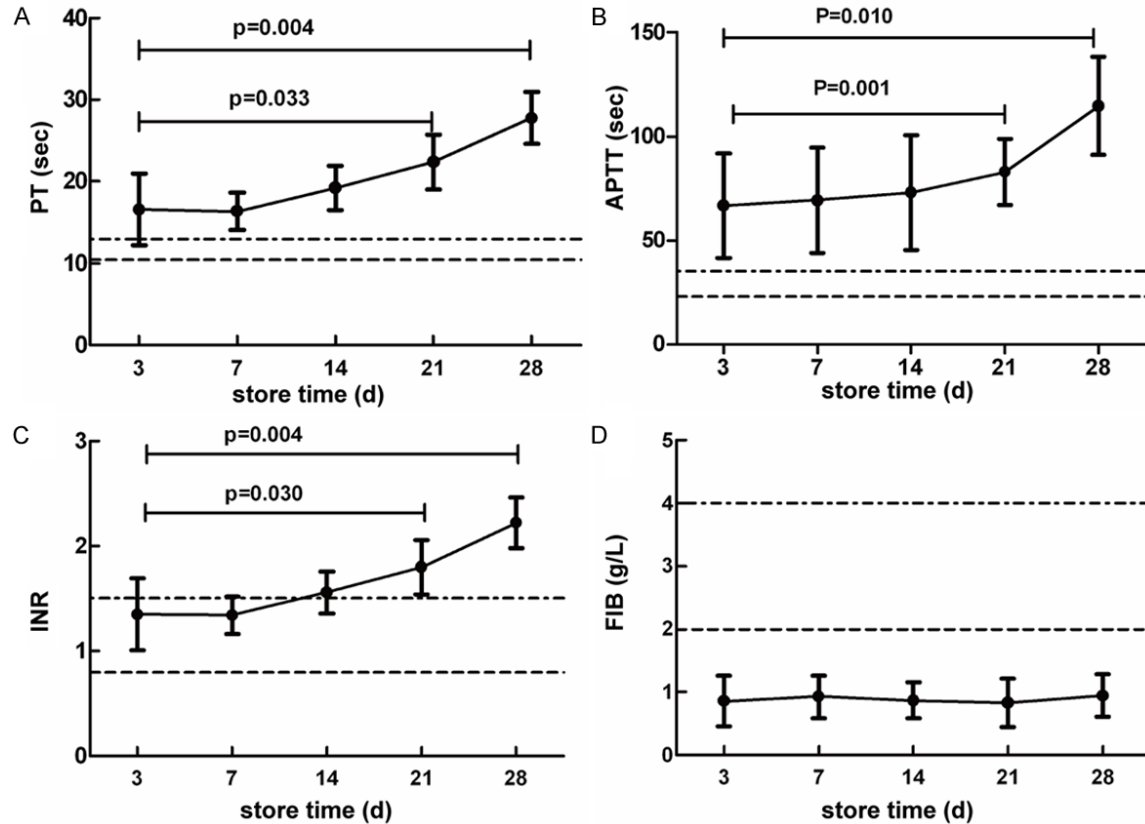 A
40
p=0.004
30
p=0.033
PT (sec)
20
10
0
3 7 14 21 28
store time (d)
B
150
P=0.010
P=0.001
APTT (sec)
100
50
0
3 7 14 21 28
store time (d)
C
3
p=0.004
p=0.030
2
INR
1
0
3 7 14 21 28
store time (d)
D
5
4
3
FIB (g/L)
2
1
0
3 7 14 21 28
store time (d)